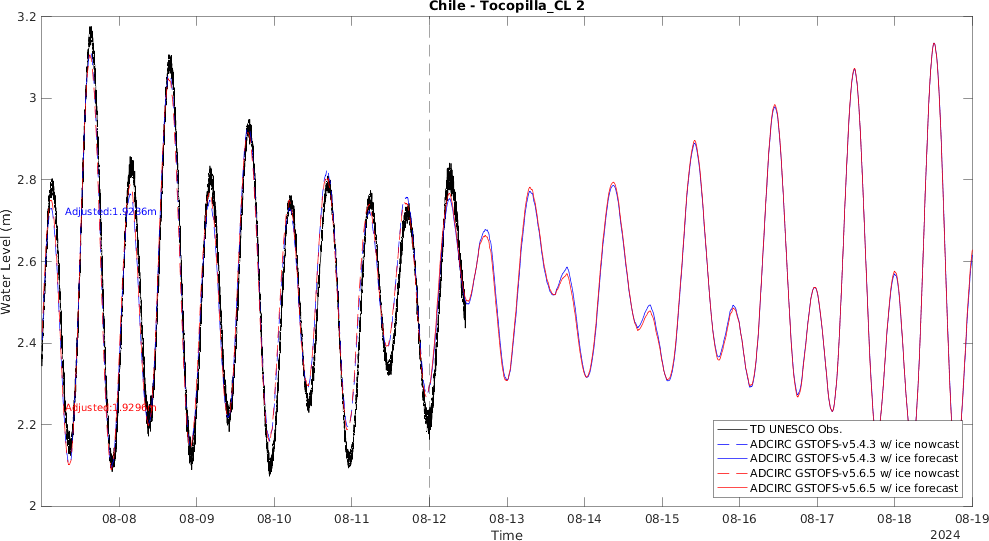 Chile - Tocopilla_CL 2
Water Level (m)
3.2
3
2.8
2.6
2.4
2.2
2
Adjusted:1.9286m
Adjusted:1.9296m
TD UNESCO Obs.
ADCIRC GSTOFS-v5.4.3 w/ ice nowcast
ADCIRC GSTOFS-v5.4.3 w/ ice forecast
ADCIRC GSTOFS-v5.6.5 w/ ice nowcast
ADCIRC GSTOFS-v5.6.5 w/ ice forecast
08-08 08-09 08-10 08-11 08-12 08-13 08-14 08-15 08-16 08-17 08-18 08-19
Time
2024